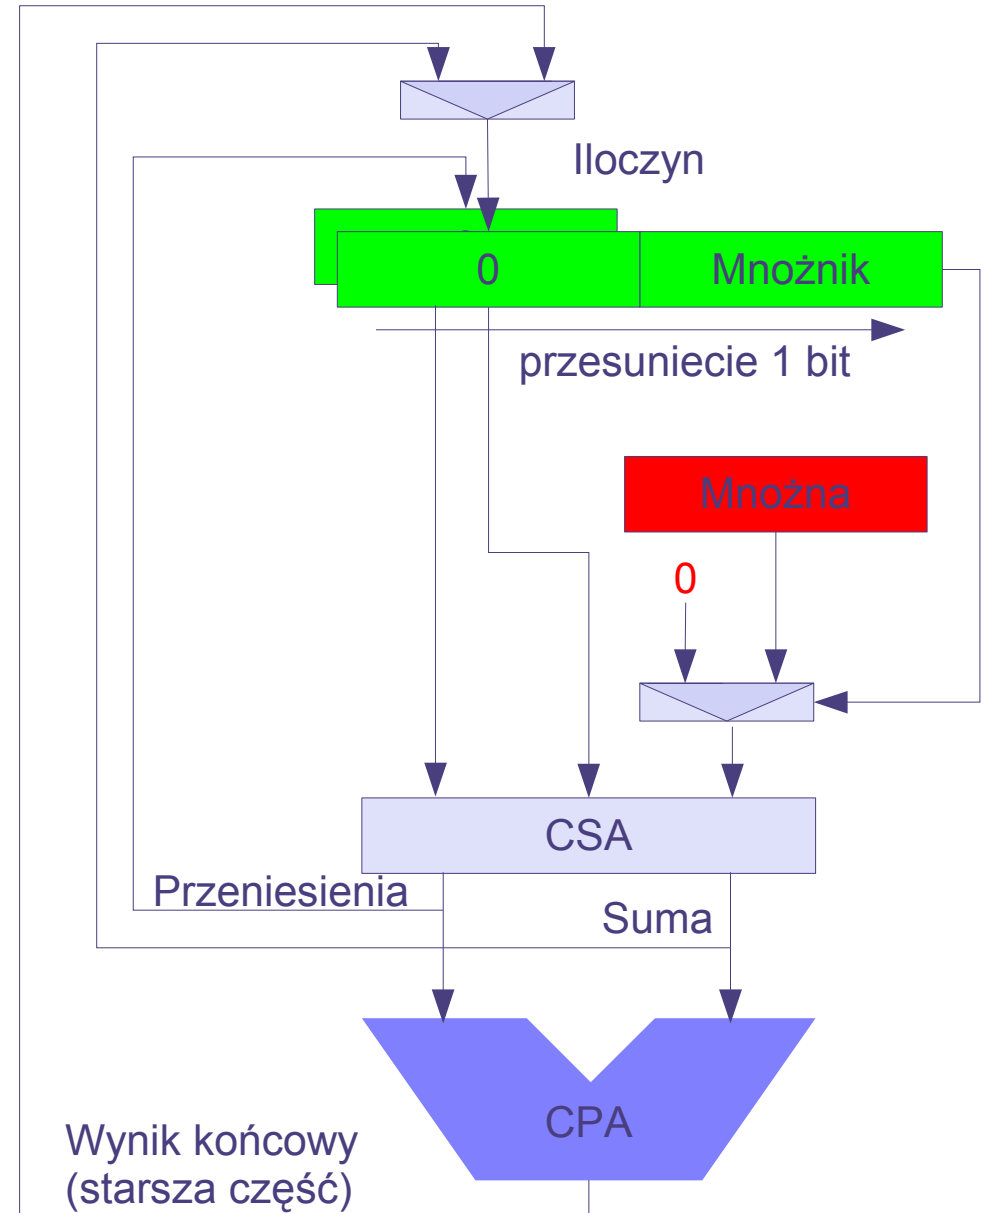 Iloczyn
0
Mnożnik
przesuniecie 1 bit
Mnożna
0
CSA
Przeniesienia
Suma
CPA
Wynik końcowy
(starsza część)